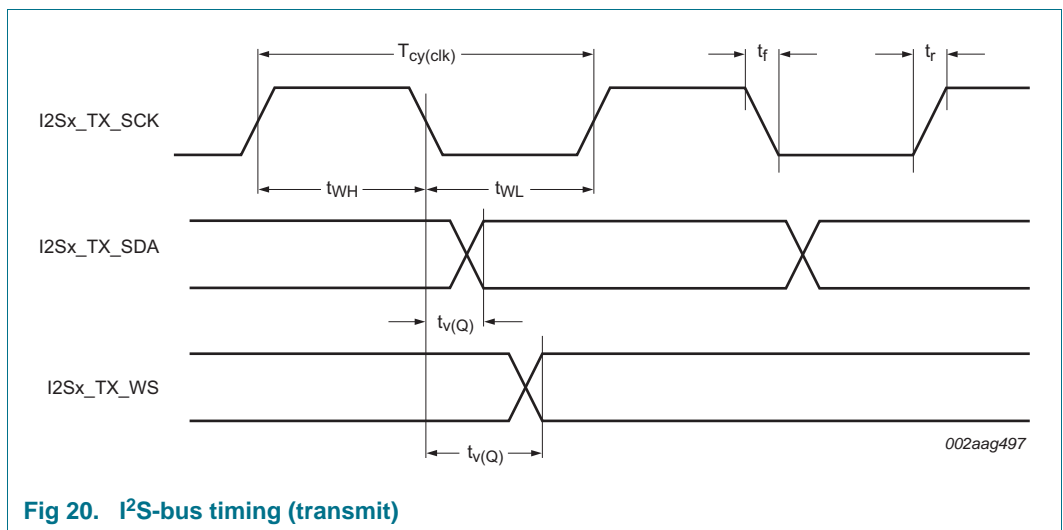 T_cy(clk)
t_f
t_r
I2Sx_TX_SCK
t_WH
t_WL
I2Sx_TX_SDA
t_v(Q)
I2Sx_TX_WS
t_v(Q)
002aag497
Fig 20. I²S-bus timing (transmit)